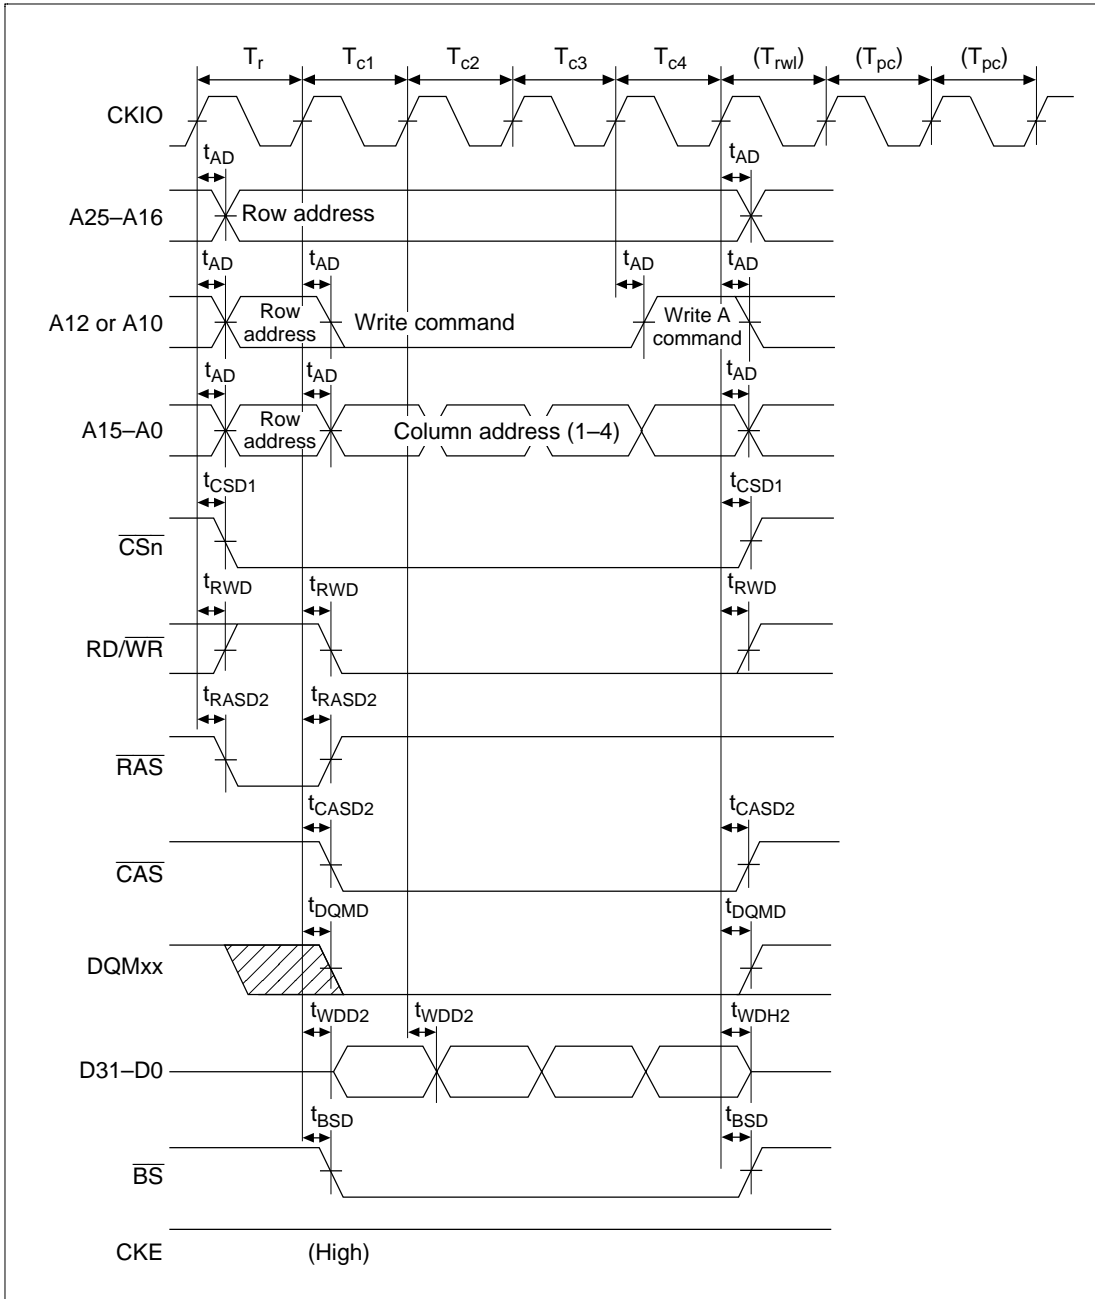 Tr Tc1 Tc2 Tc3 Tc4 (Trwl) (Tpc) (Tpc)
CKIO
tAD tAD
A25–A16 Row address
tAD tAD tAD tAD
A12 or A10 Row address Write command Write A command
tAD tAD tAD
A15–A0 Row address Column address (1–4)
tCSD1 tCSD1
CSn
tRWD tRWD tRWD
RD/WR
tRASD2 tRASD2
RAS
tCASD2 tCASD2
CAS
tDQMD tDQMD
DQMxx
tWDD2 tWDD2 tWDH2
D31–D0
tBSD tBSD
BS
CKE (High)